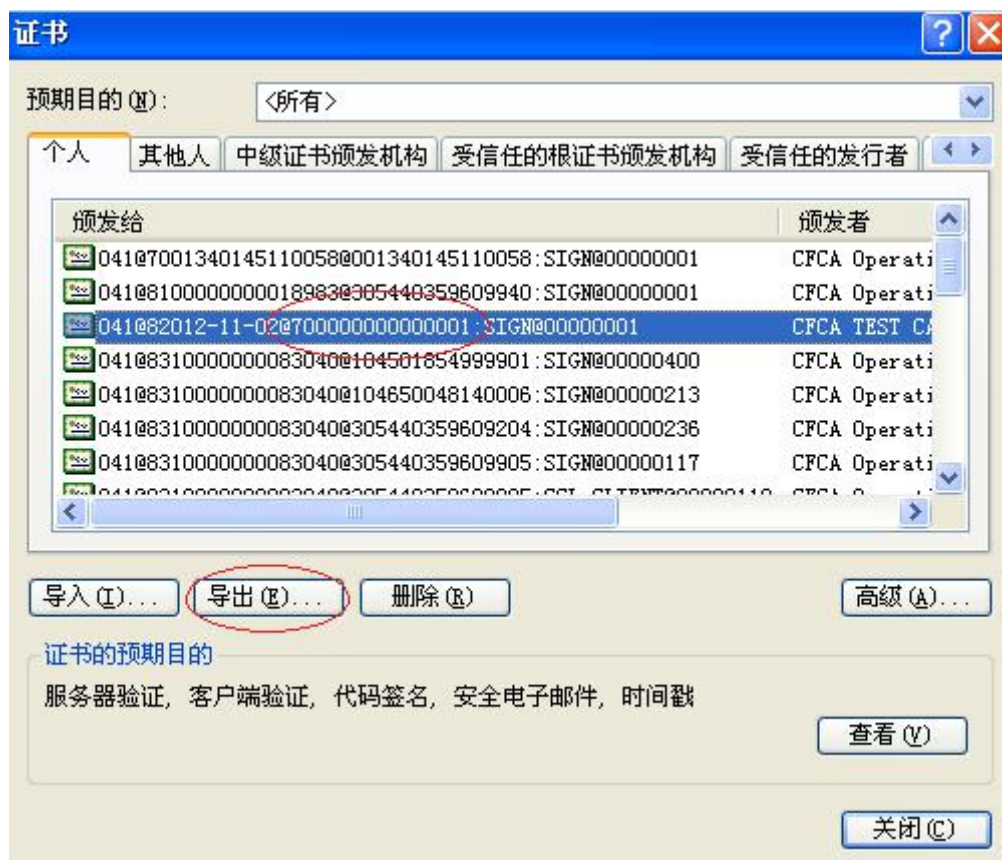 证书
预期目的(N): <所有>
个人 其他人 中级证书颁发机构 受信任的根证书颁发机构 受信任的发行者
颁发给 颁发者
041@7001340145110058@001340145110058:SIGN@00000001 CFCA Operati
041@8100000000018983@305440359609940:SIGN@00000001 CFCA Operati
041@82012-11-02@700000000000001:SIGN@00000001 CFCA TEST CA
041@8310000000083040@104501854999901:SIGN@00000400 CFCA Operati
041@8310000000083040@104650048140006:SIGN@00000213 CFCA Operati
041@8310000000083040@305440359609204:SIGN@00000236 CFCA Operati
041@8310000000083040@305440359609905:SIGN@00000117 CFCA Operati
导入(I)... 导出(E)... 删除(R) 高级(A)...
证书的预期目的
服务器验证, 客户端验证, 代码签名, 安全电子邮件, 时间戳
查看(V)
关闭(C)